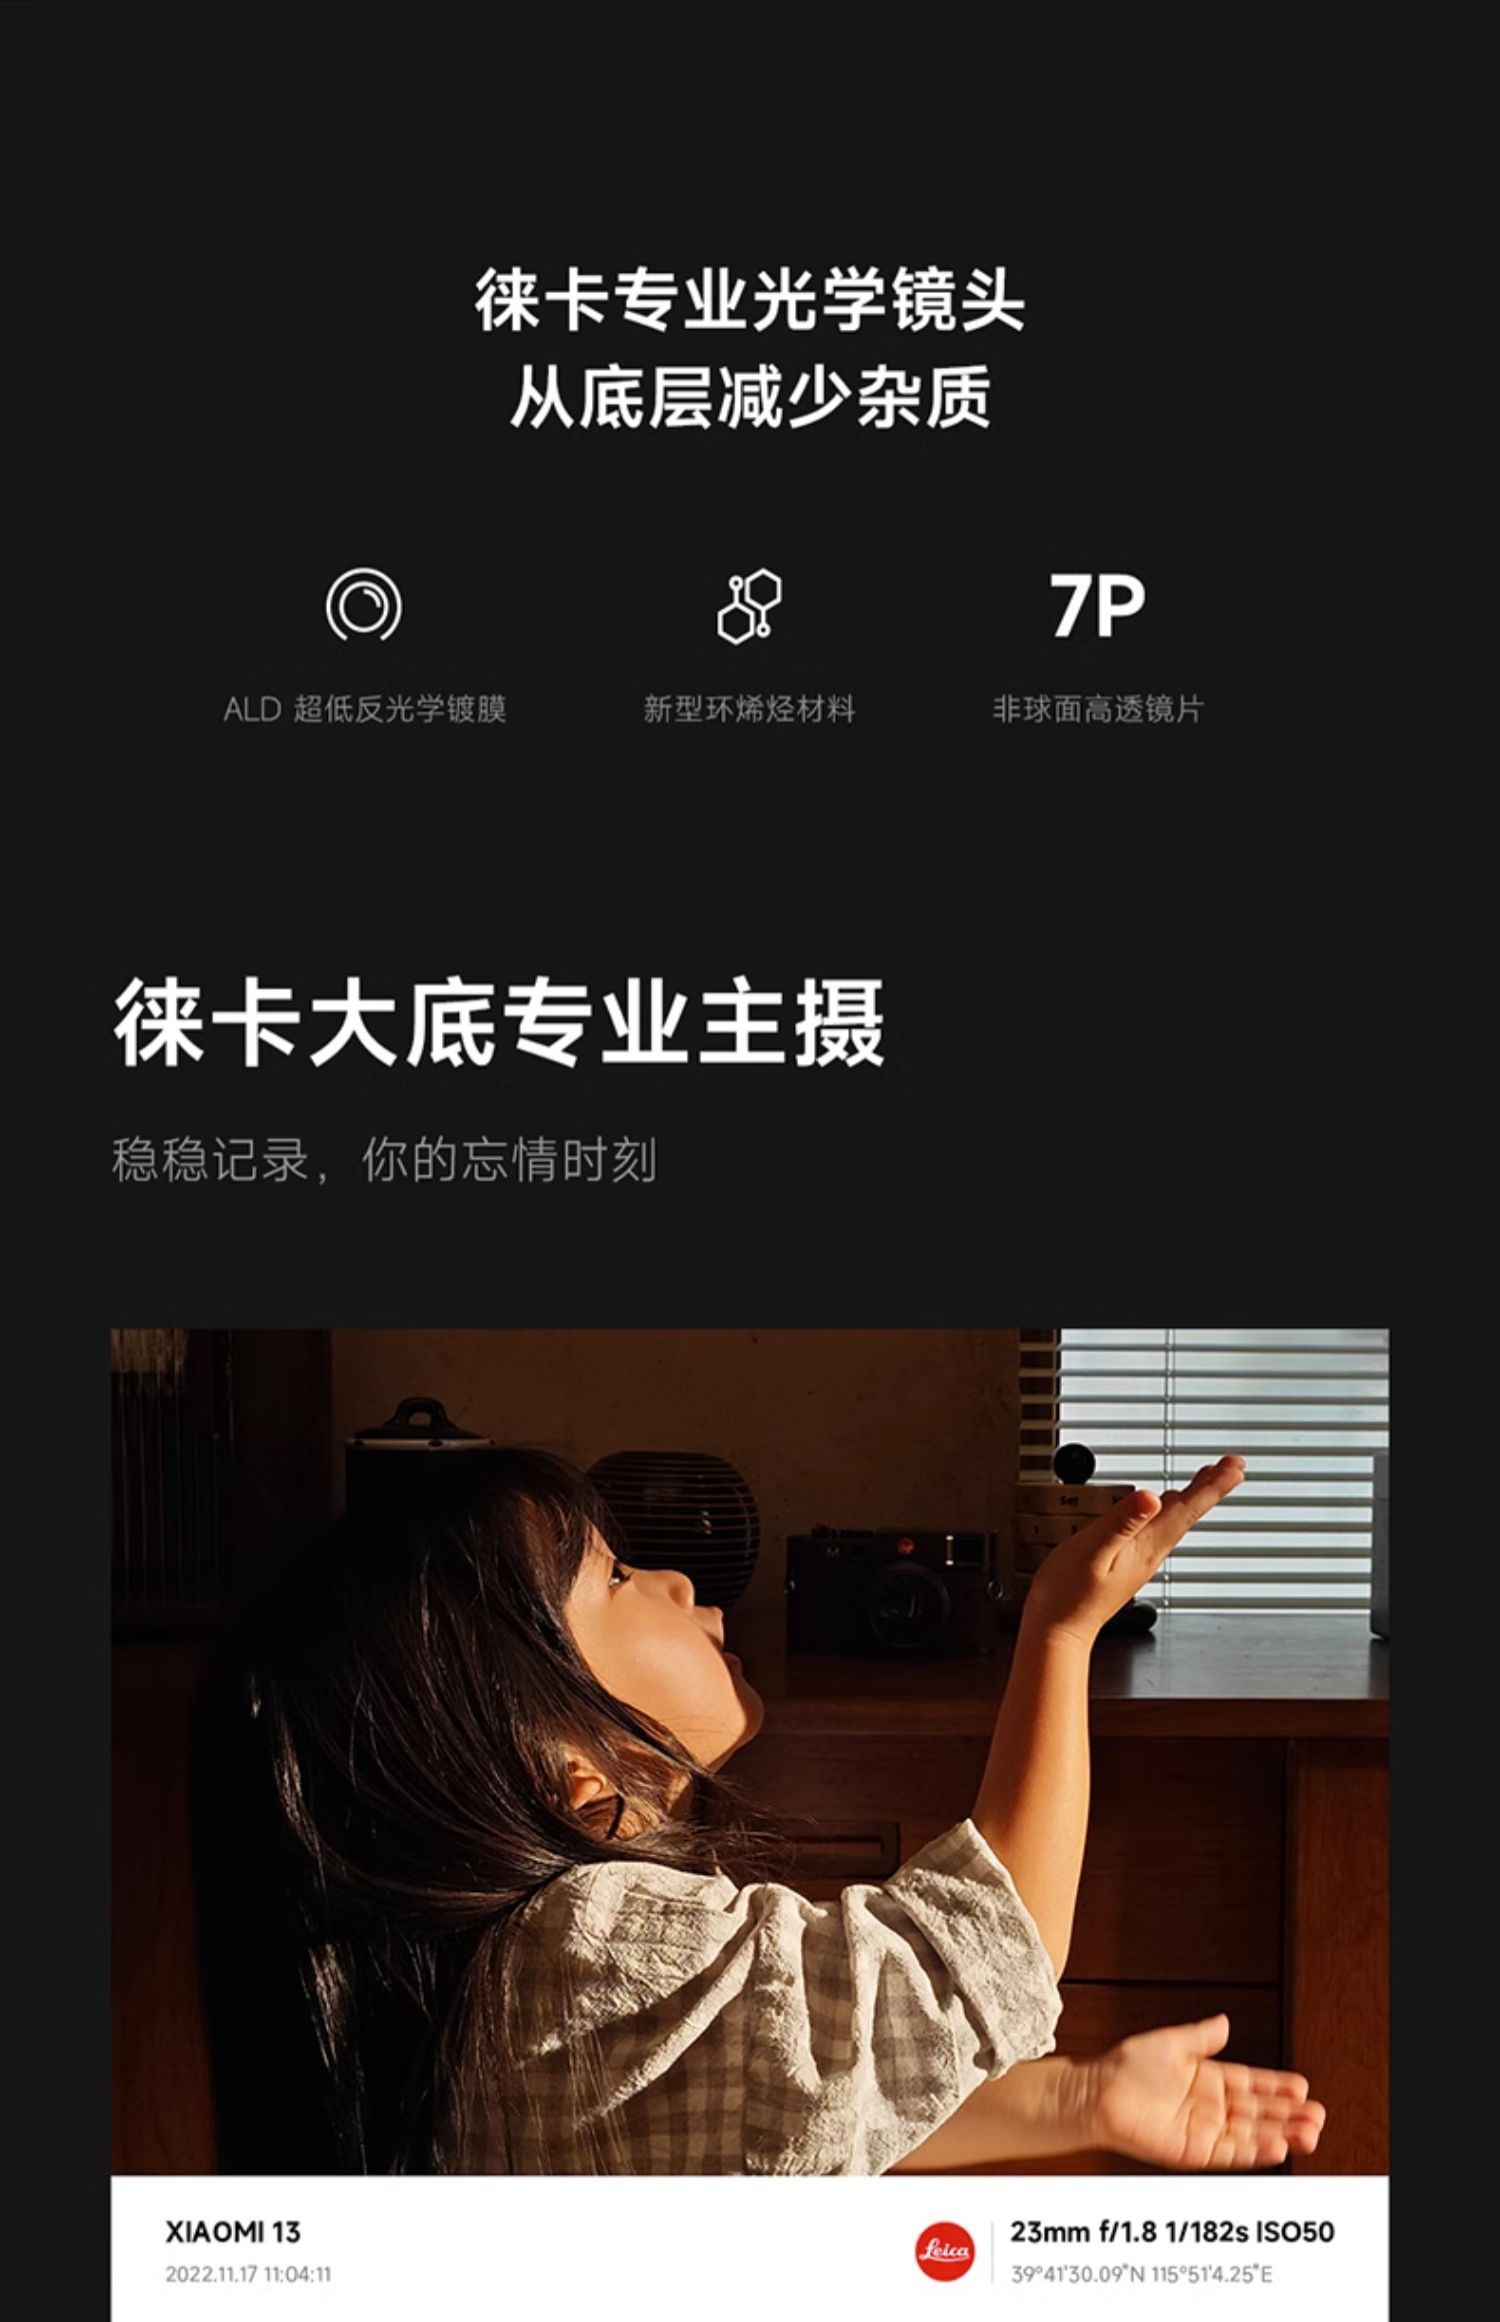 徕卡专业光学镜头
从底层减少杂质
7P
ALD 超低反光学镀膜
新型环烯烃材料
非球面高透镜片
徕卡大底专业主摄
稳稳记录，你的忘情时刻
Sat
M
XIAOMI 13
2022.11.17 11:04:11
Leica
23mm f/1.8 1/182s ISO50
39°41'30.09"N 115°51'4.25"E